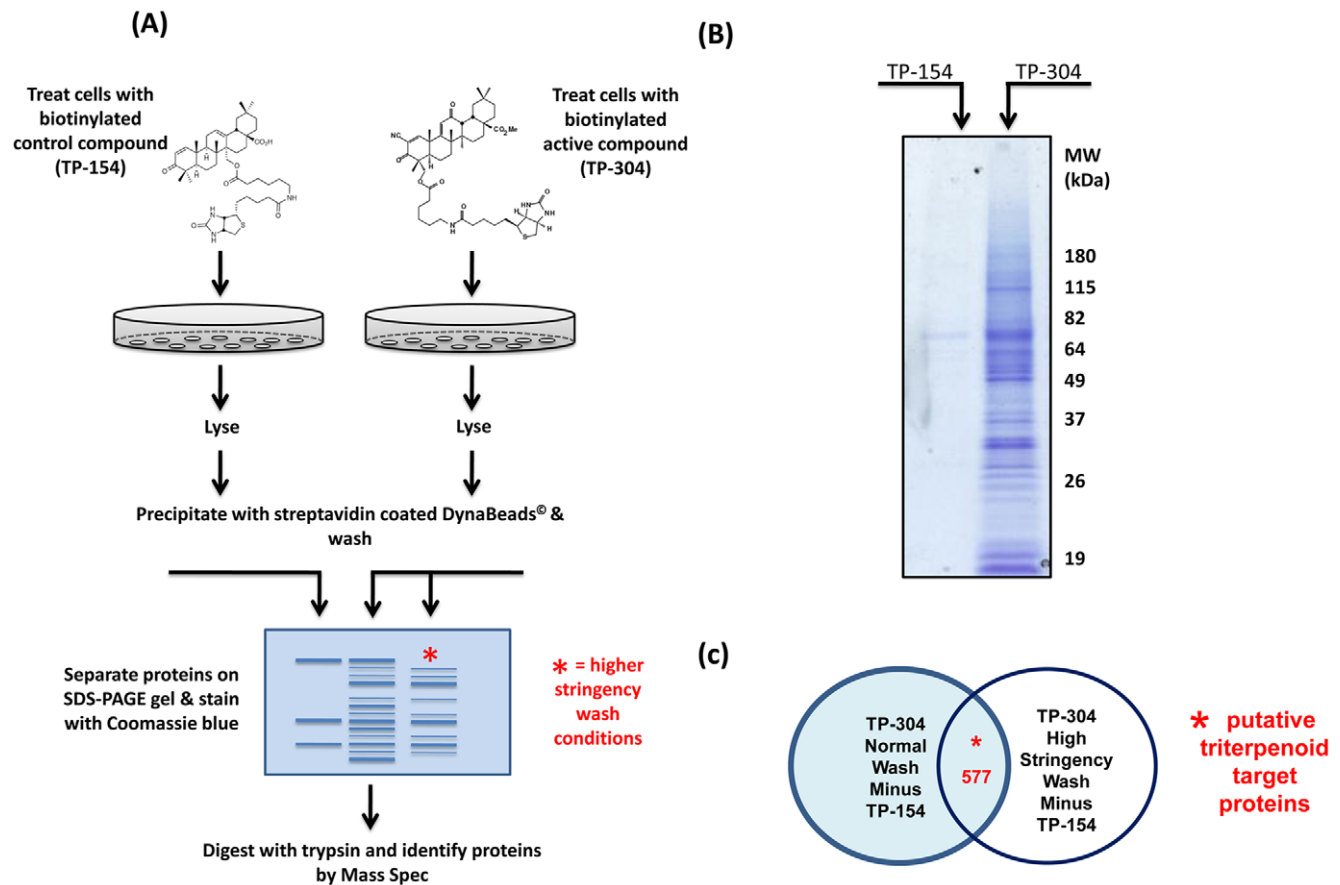 (A)
Treat cells with
biotinylated
control compound
(TP-154)
Treat cells with
biotinylated
active compound
(TP-304)
Lyse
Lyse
Precipitate with streptavidin coated DynaBeads© &
wash
Separate proteins on
SDS-PAGE gel & stain
with Coomassie blue
*
* = higher
stringency
wash
conditions
Digest with trypsin and identify proteins
by Mass Spec
(B)
TP-154 TP-304
MW
(kDa)
180
115
82
64
49
37
26
19
(c)
TP-304
Normal
Wash
Minus
TP-154
*
577
TP-304
High
Stringency
Wash
Minus
TP-154
* putative
triterpenoid
target
proteins